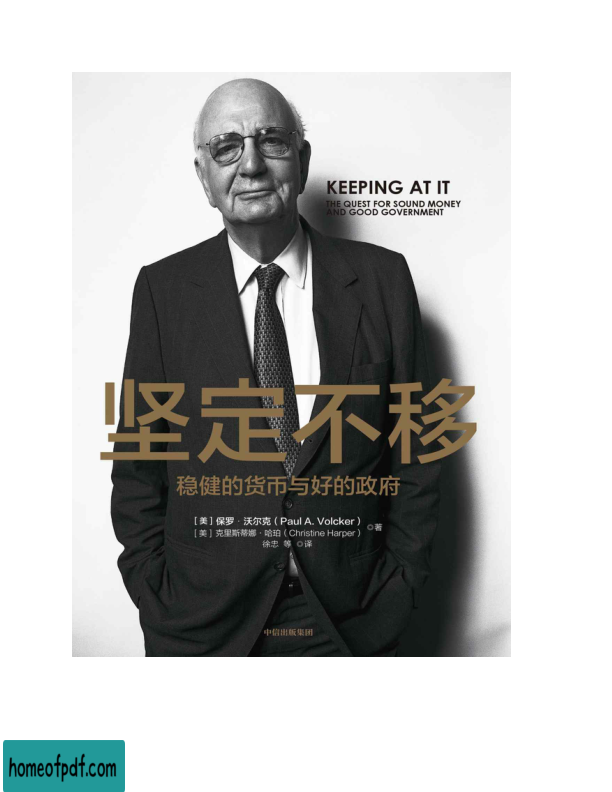 KEEPING AT IT
THE QUEST FOR SOUND MONEY
AND GOOD GOVERNMENT
坚定不移
稳健的货币与好的政府
[美] 保罗·沃尔克(Paul A. Volcker)
[美] 克里斯蒂娜·哈珀(Christine Harper)
◎著
徐忠 等 ◎译
中信出版集团
homeofpdf.com